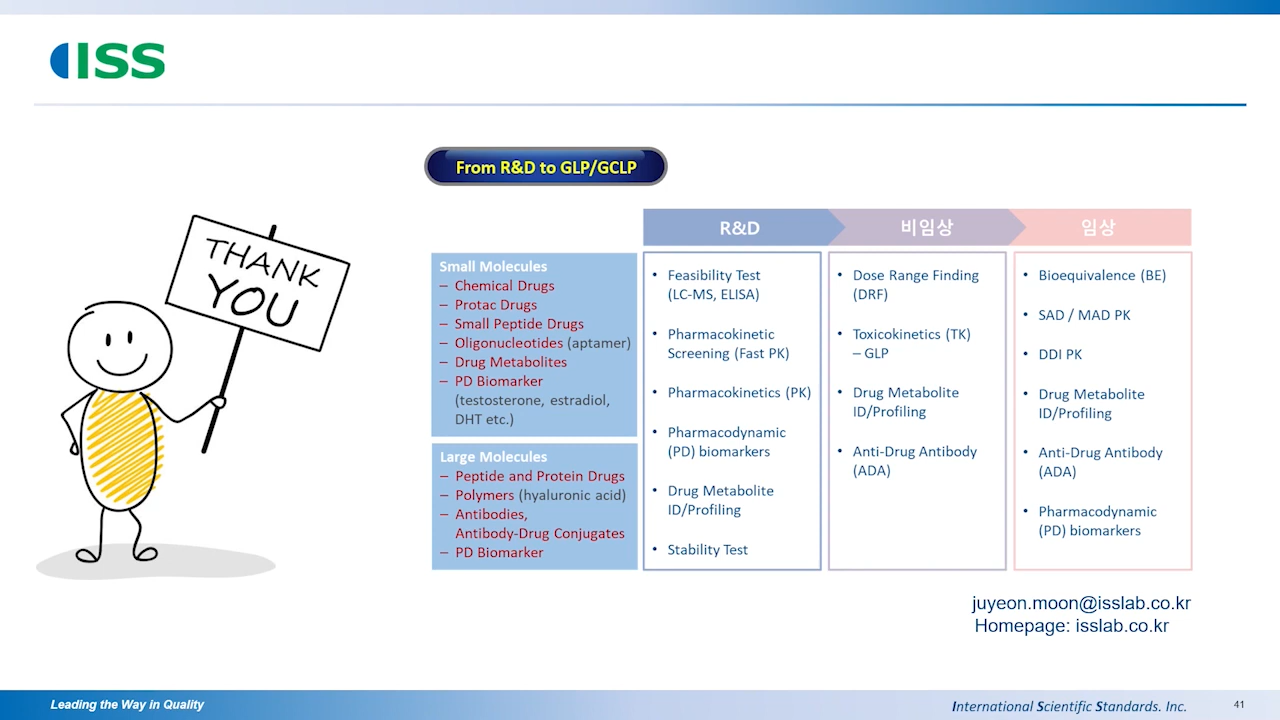 ISS
From R&D to GLP/GCLP
THANK
YOU
R&D
비임상
임상
Small Molecules
– Chemical Drugs
– Protac Drugs
– Small Peptide Drugs
– Oligonucleotides (aptamer)
– Drug Metabolites
– PD Biomarker
(testosterone, estradiol,
DHT etc.)
Large Molecules
– Peptide and Protein Drugs
– Polymers (hyaluronic acid)
– Antibodies,
Antibody-Drug Conjugates
– PD Biomarker
• Feasibility Test
(LC-MS, ELISA)
• Pharmacokinetic
Screening (Fast PK)
• Pharmacokinetics (PK)
• Pharmacodynamic
(PD) biomarkers
• Drug Metabolite
ID/Profiling
• Stability Test
• Dose Range Finding
(DRF)
• Toxicokinetics (TK)
– GLP
• Drug Metabolite
ID/Profiling
• Anti-Drug Antibody
(ADA)
• Bioequivalence (BE)
• SAD / MAD PK
• DDI PK
• Drug Metabolite
ID/Profiling
• Anti-Drug Antibody
(ADA)
• Pharmacodynamic
(PD) biomarkers
juyeon.moon@isslab.co.kr
Homepage: isslab.co.kr
Leading the Way in Quality
International Scientific Standards. Inc.
41